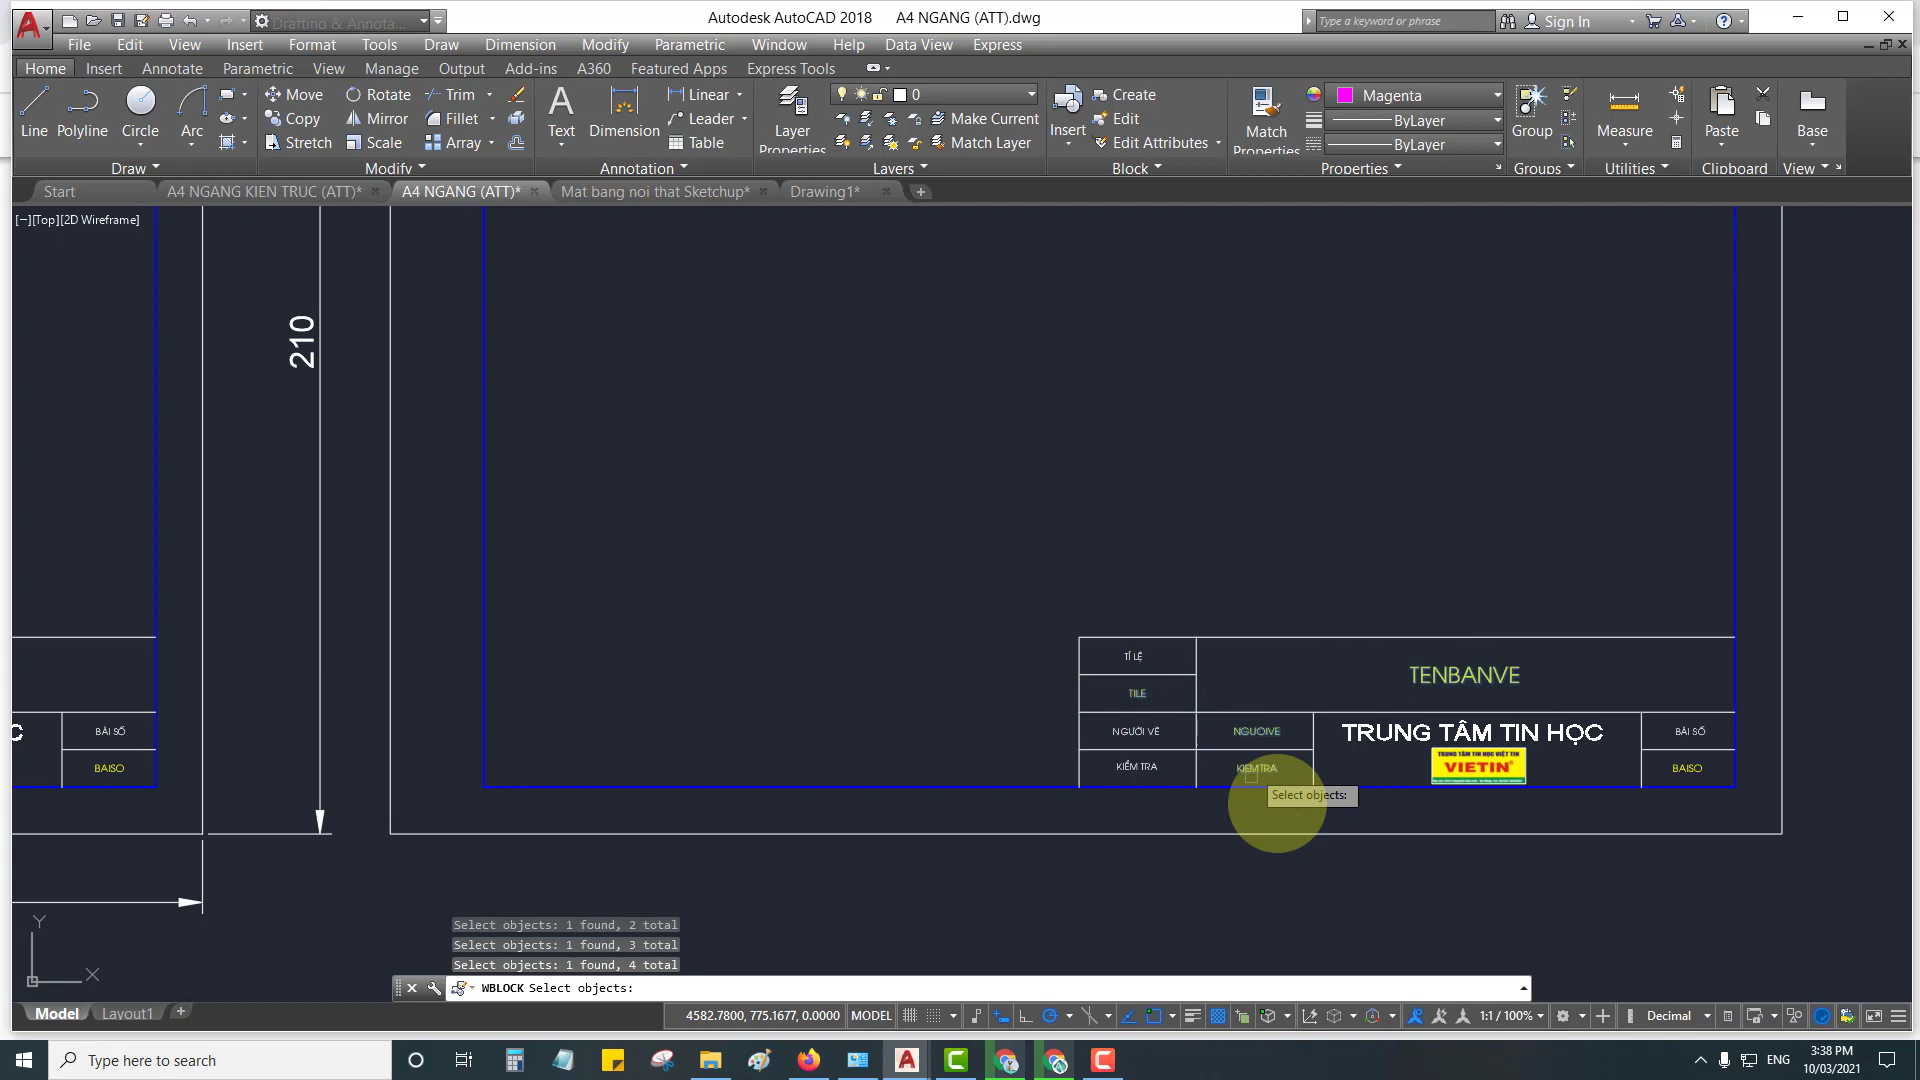 Drafting & Annota...
Autodesk AutoCAD 2018 A4 NGANG (ATT).dwg
Type a keyword or phrase
Sign In
File Edit View Insert Format Tools Draw Dimension Modify Parametric Window Help Data View Express
Home Insert Annotate Parametric View Manage Output Add-ins A360 Featured Apps Express Tools
Line Polyline Circle Arc
Move Rotate Trim
Copy Mirror Fillet
Stretch Scale Array
Text Dimension
Linear
Leader
Table
Layer Properties
0
Make Current
Match Layer
Insert
Create
Edit
Edit Attributes
Match Properties
Magenta
ByLayer
ByLayer
Group Measure Paste Base
Draw Modify Annotation Layers Block Properties Groups Utilities Clipboard View
Start A4 NGANG KIEN TRUC (ATT)* A4 NGANG (ATT)* Mat bang noi that Sketchup* Drawing1*
[−][Top][2D Wireframe]
210
TỈ LỆ
TILE
TENBANVE
C
BÀI SỐ
BAISO
NGƯỜI VẼ
NGUOIVE
TRUNG TÂM TIN HỌC
BÀI SỐ
KIỂM TRA
KIEMTRA
TRUNG TÂM TIN HỌC VIỆT TIN
VIETIN
BAISO
Select objects:
Select objects: 1 found, 2 total
Select objects: 1 found, 3 total
Select objects: 1 found, 4 total
WBLOCK Select objects:
Y
X
Model Layout1
4582.7800, 775.1677, 0.0000 MODEL 1:1 / 100% Decimal
Type here to search
ENG
3:38 PM
10/03/2021